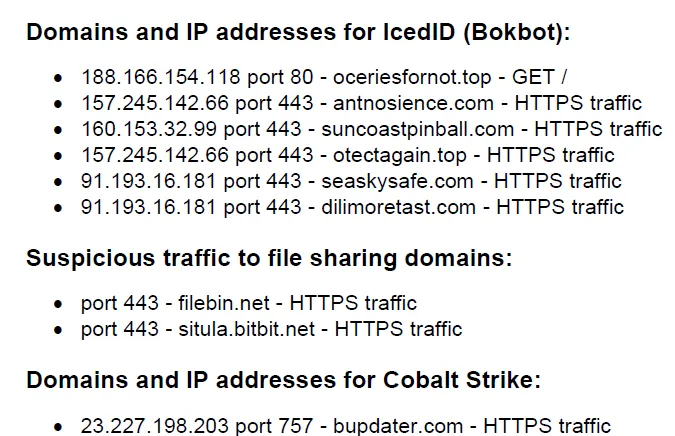 Domains and IP addresses for IcedID (Bokbot):
• 188.166.154.118 port 80 - oceriesfornot.top - GET /
• 157.245.142.66 port 443 - antnosience.com - HTTPS traffic
• 160.153.32.99 port 443 - suncoastpinball.com - HTTPS traffic
• 157.245.142.66 port 443 - otectagain.top - HTTPS traffic
• 91.193.16.181 port 443 - seaskysafe.com - HTTPS traffic
• 91.193.16.181 port 443 - dilimoretast.com - HTTPS traffic
Suspicious traffic to file sharing domains:
• port 443 - filebin.net - HTTPS traffic
• port 443 - situla.bitbit.net - HTTPS traffic
Domains and IP addresses for Cobalt Strike:
• 23.227.198.203 port 757 - bupdater.com - HTTPS traffic